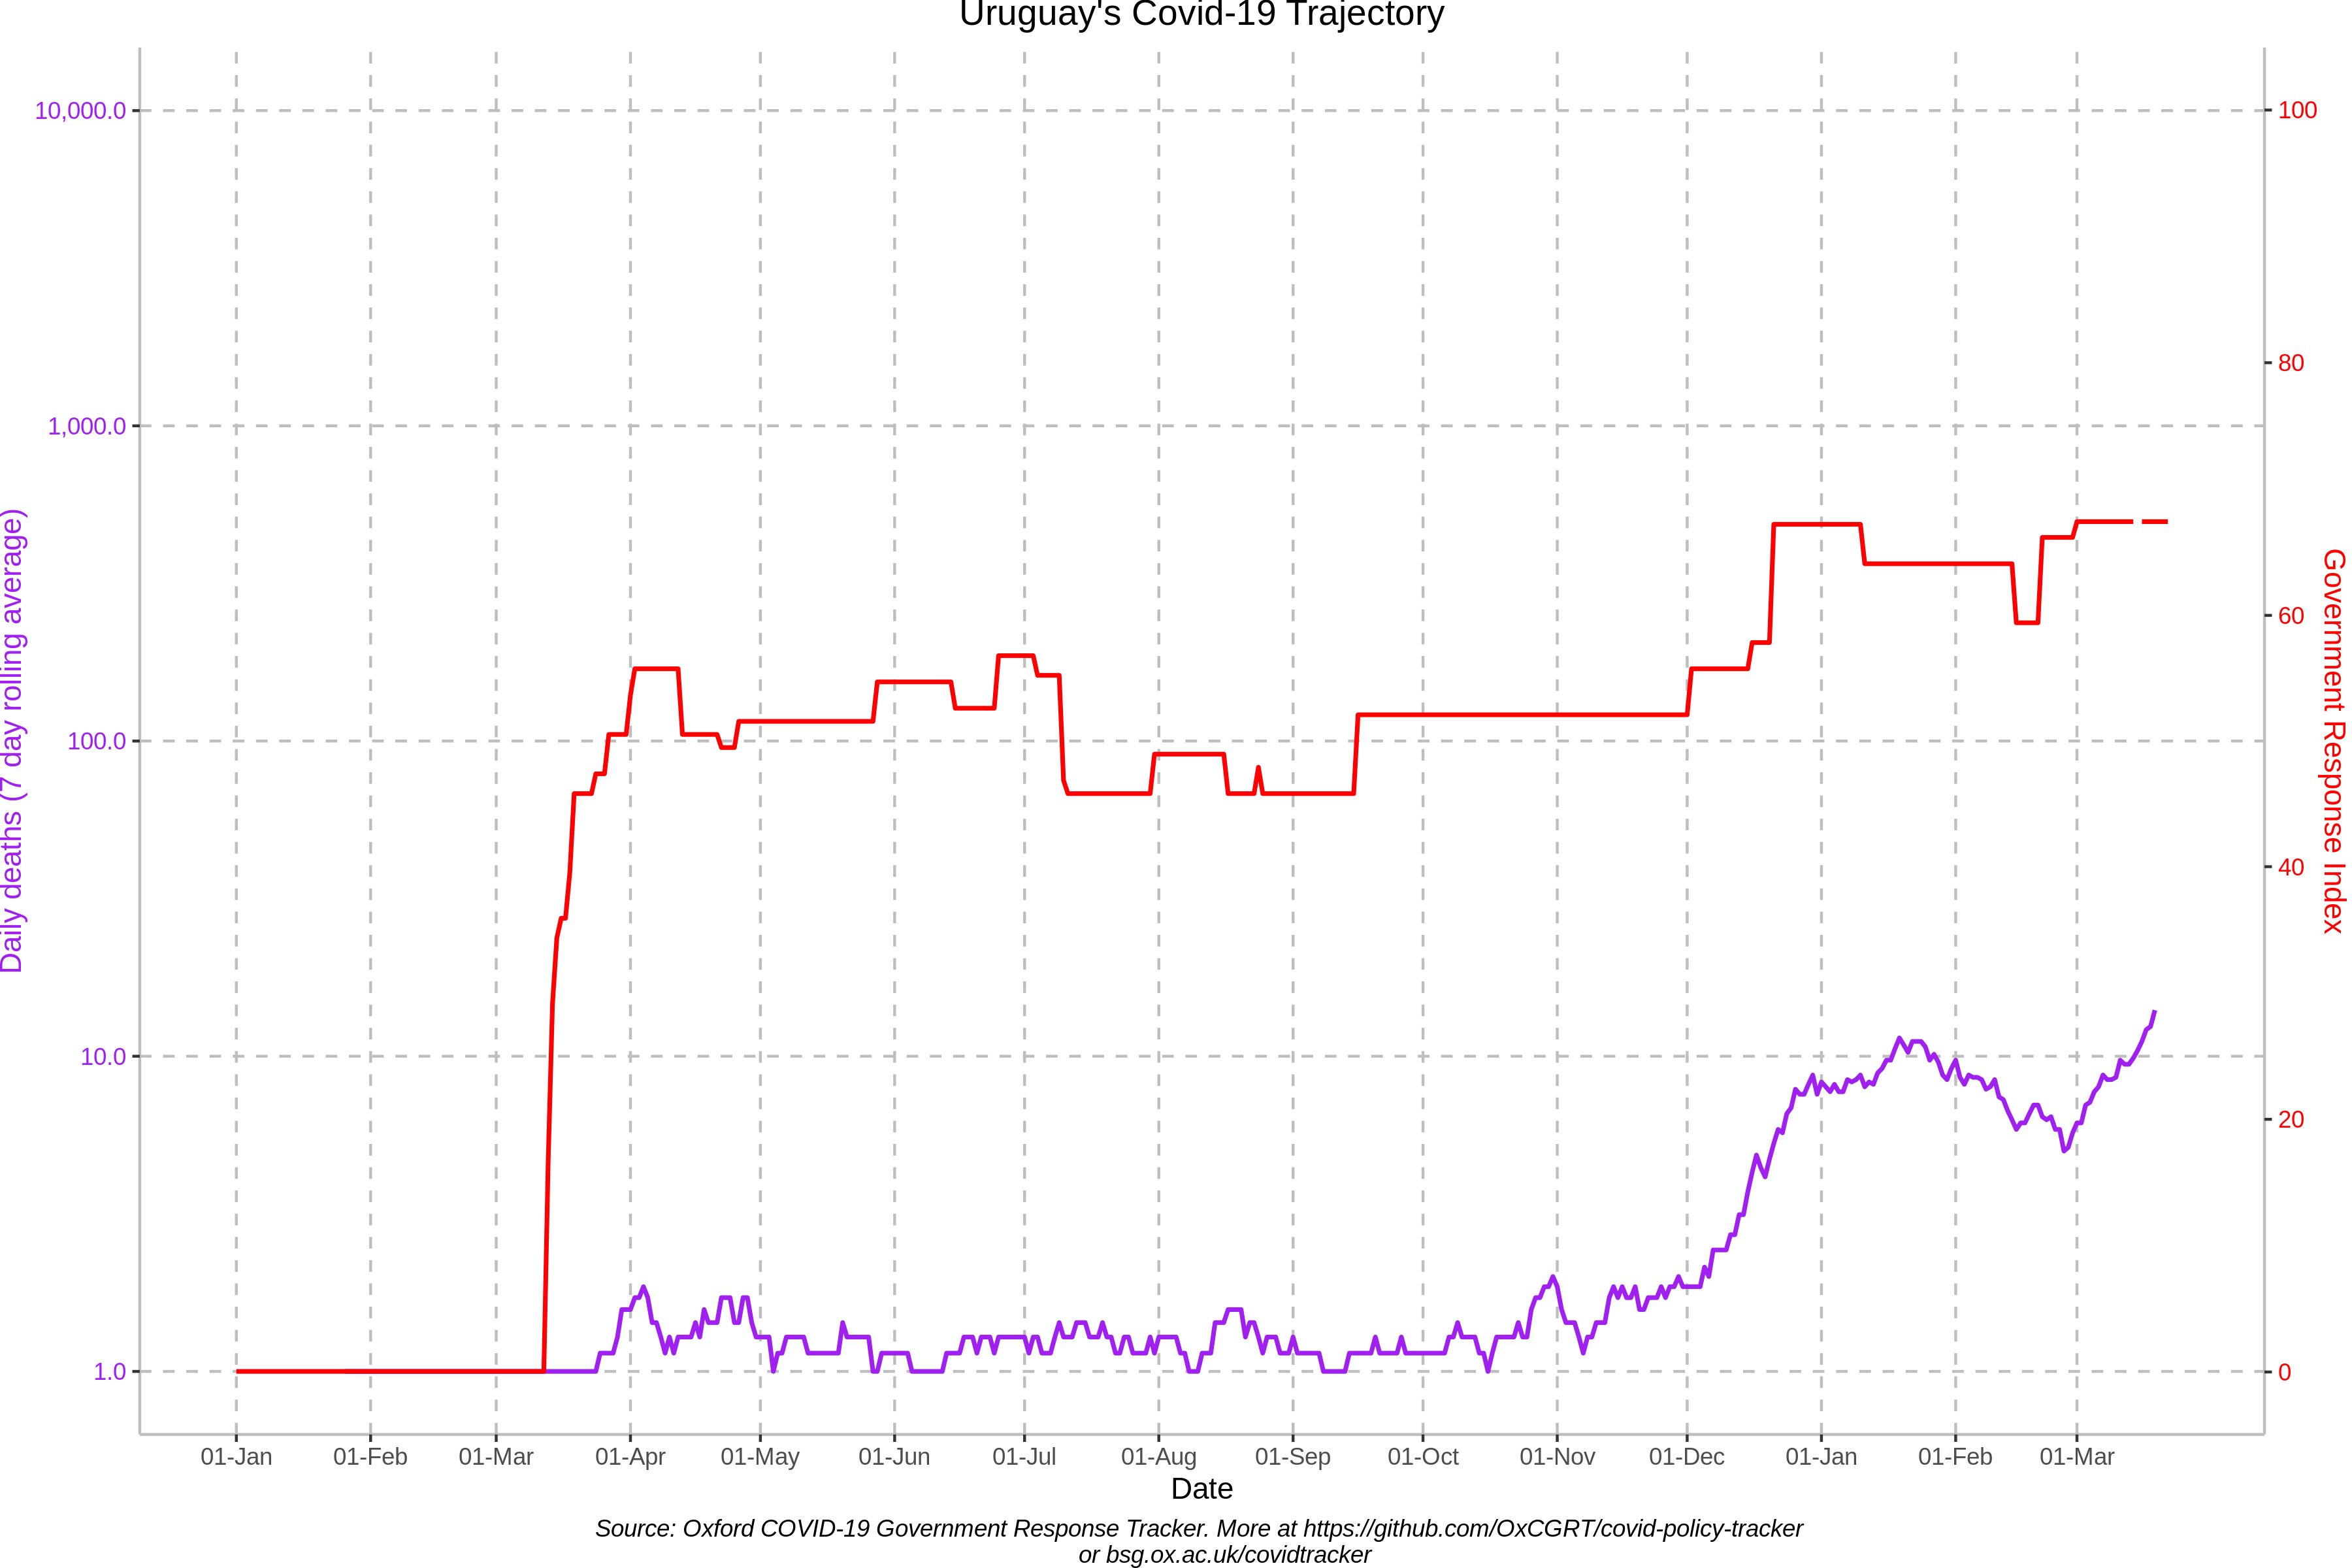 Uruguay's Covid-19 Trajectory
10,000.0
1,000.0
100.0
10.0
1.0
Daily deaths (7 day rolling average)
100
80
60
40
20
0
Government Response Index
01-Jan 01-Feb 01-Mar 01-Apr 01-May 01-Jun 01-Jul 01-Aug 01-Sep 01-Oct 01-Nov 01-Dec 01-Jan 01-Feb 01-Mar
Date
Source: Oxford COVID-19 Government Response Tracker. More at https://github.com/OxCGRT/covid-policy-tracker
or bsg.ox.ac.uk/covidtracker